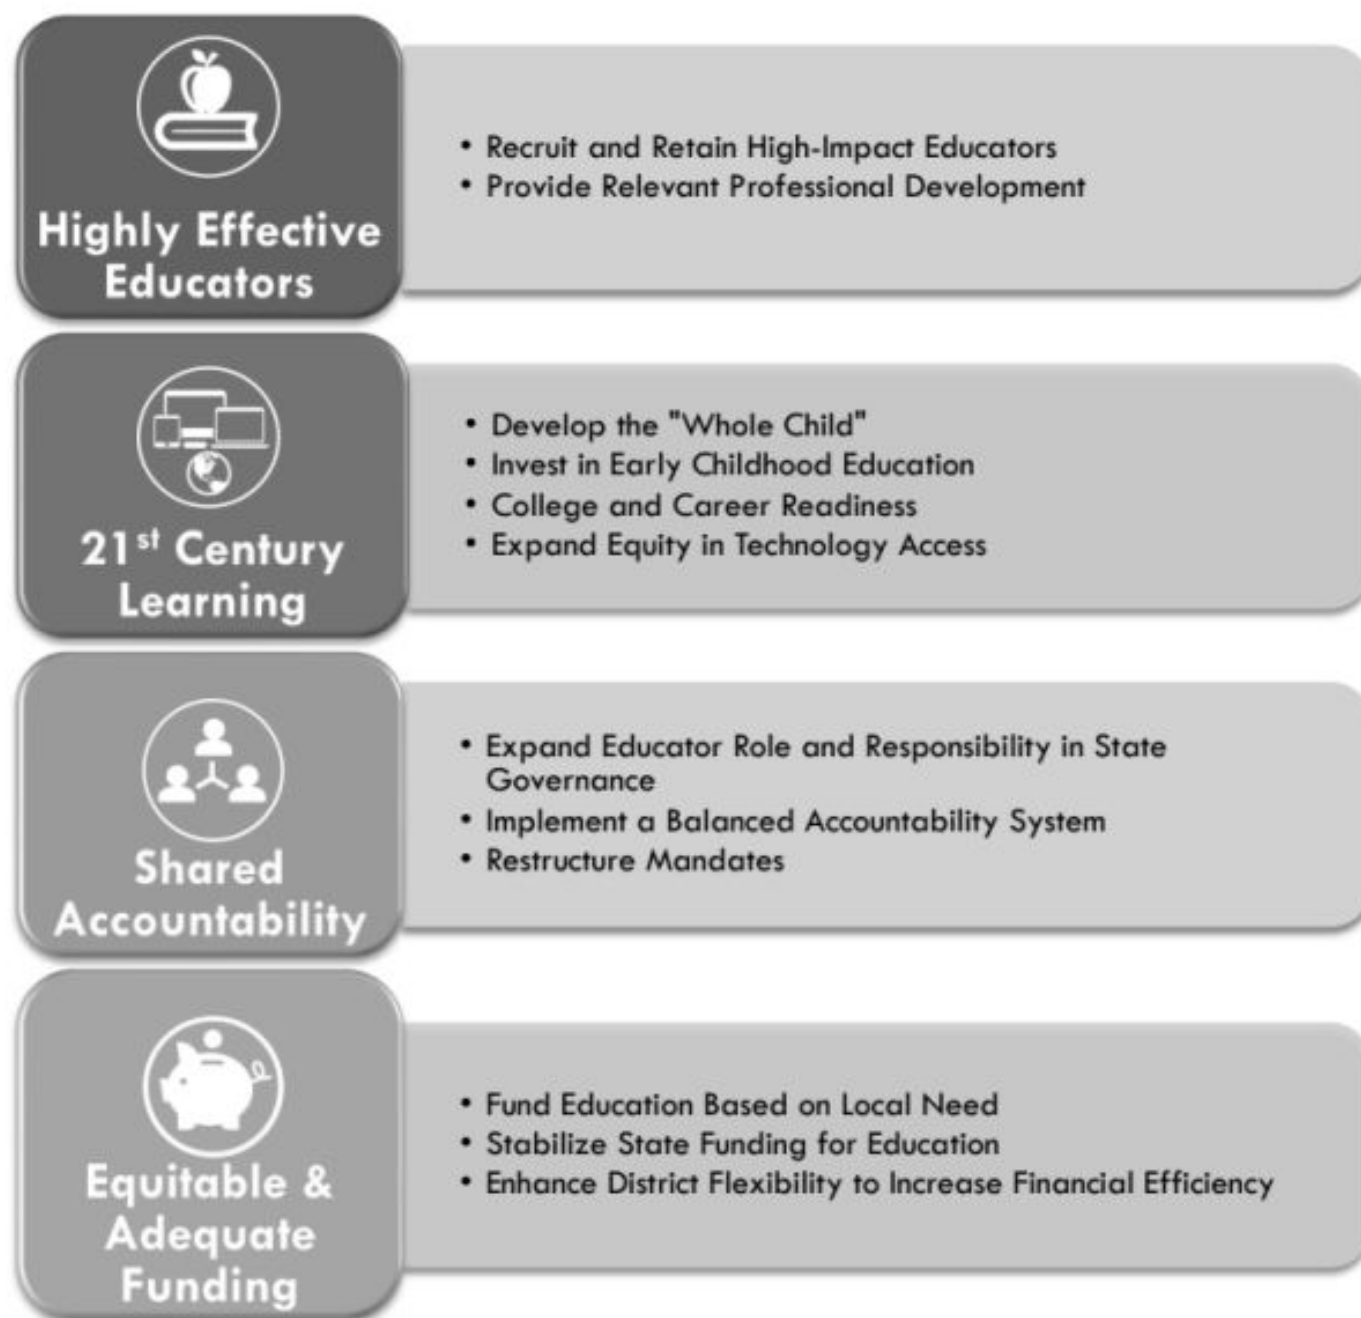 Highly Effective
Educators
• Recruit and Retain High-Impact Educators
• Provide Relevant Professional Development
21st Century
Learning
• Develop the "Whole Child"
• Invest in Early Childhood Education
• College and Career Readiness
• Expand Equity in Technology Access
Shared
Accountability
• Expand Educator Role and Responsibility in State
Governance
• Implement a Balanced Accountability System
• Restructure Mandates
Equitable &
Adequate
Funding
• Fund Education Based on Local Need
• Stabilize State Funding for Education
• Enhance District Flexibility to Increase Financial Efficiency